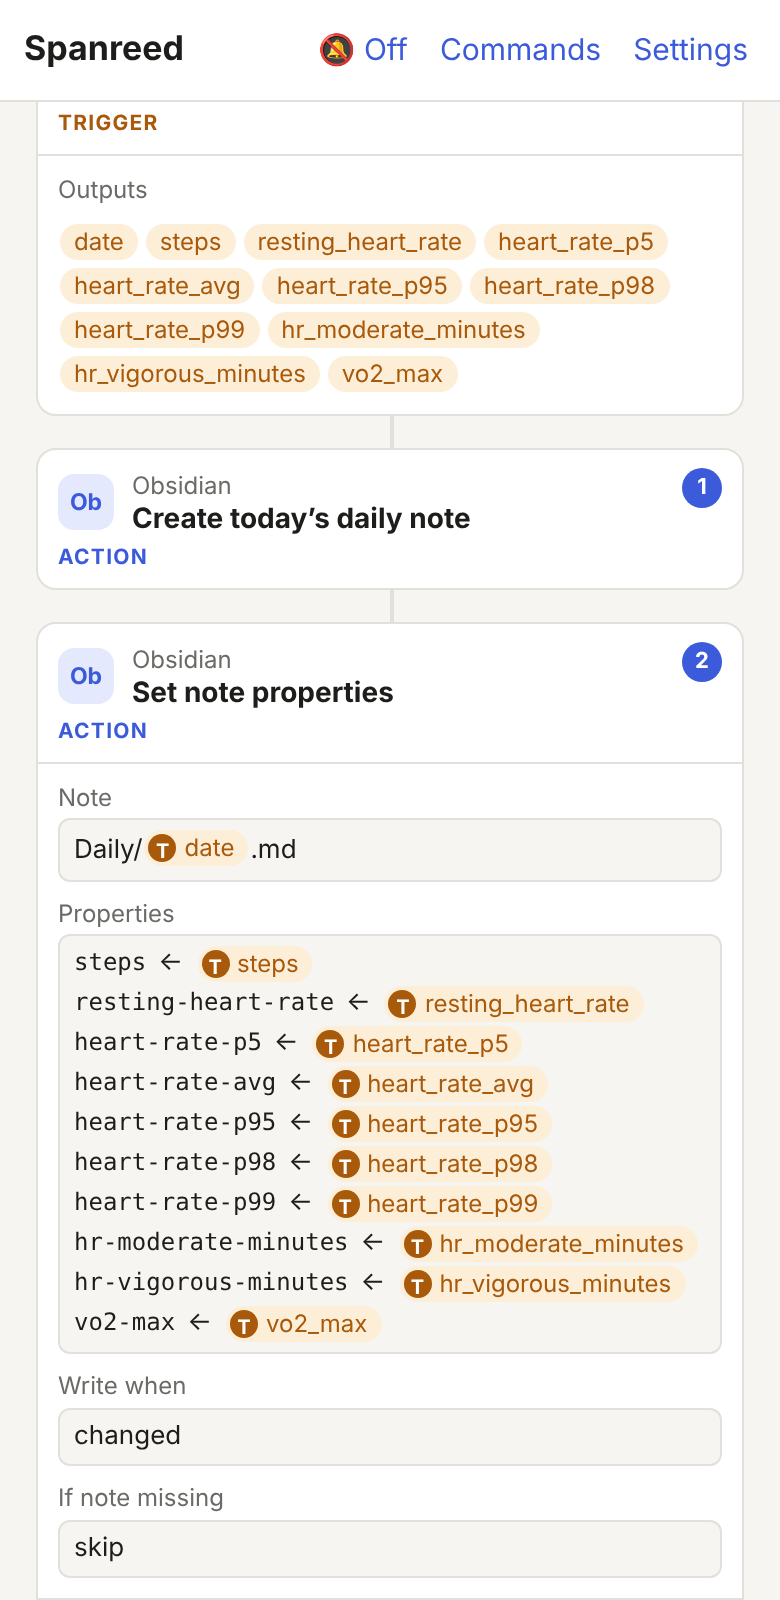 Spanreed 🔕 Off Commands Settings
TRIGGER
Outputs
date steps resting_heart_rate heart_rate_p5
heart_rate_avg heart_rate_p95 heart_rate_p98
heart_rate_p99 hr_moderate_minutes
hr_vigorous_minutes vo2_max
Ob Obsidian 1
Create today’s daily note
ACTION
Ob Obsidian 2
Set note properties
ACTION
Note
Daily/ T date .md
Properties
steps ← T steps
resting-heart-rate ← T resting_heart_rate
heart-rate-p5 ← T heart_rate_p5
heart-rate-avg ← T heart_rate_avg
heart-rate-p95 ← T heart_rate_p95
heart-rate-p98 ← T heart_rate_p98
heart-rate-p99 ← T heart_rate_p99
hr-moderate-minutes ← T hr_moderate_minutes
hr-vigorous-minutes ← T hr_vigorous_minutes
vo2-max ← T vo2_max
Write when
changed
If note missing
skip